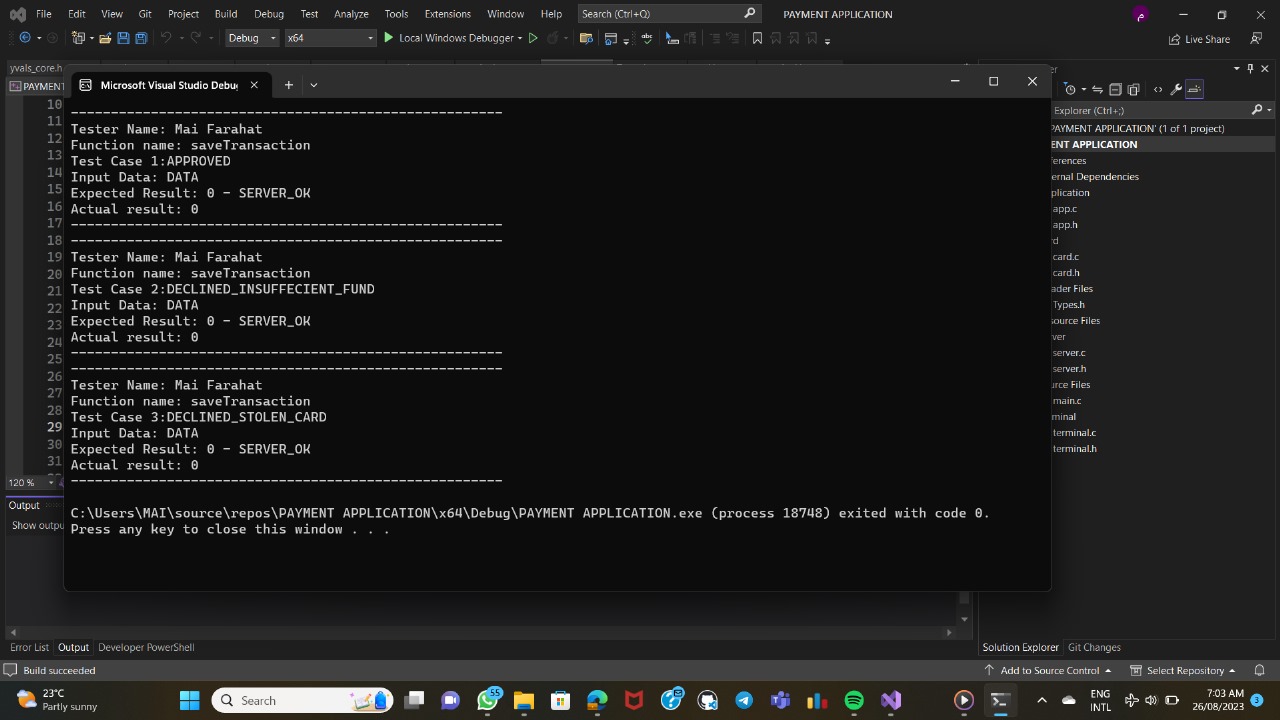 File Edit View Git Project Build Debug Test Analyze Tools Extensions Window Help Search (Ctrl+Q) PAYMENT APPLICATION
Debug x64 Local Windows Debugger Live Share
yvals_core.h
Microsoft Visual Studio Debu
PAYMENT
Explorer (Ctrl+;)
10
11
12
13
14
15
16
17
18
19
20
21
22
23
24
25
26
27
28
29
30
31
120 %
------------------------------------------------------
Tester Name: Mai Farahat
Function name: saveTransaction
Test Case 1:APPROVED
Input Data: DATA
Expected Result: 0 - SERVER_OK
Actual result: 0
------------------------------------------------------
------------------------------------------------------
Tester Name: Mai Farahat
Function name: saveTransaction
Test Case 2:DECLINED_INSUFFECIENT_FUND
Input Data: DATA
Expected Result: 0 - SERVER_OK
Actual result: 0
------------------------------------------------------
------------------------------------------------------
Tester Name: Mai Farahat
Function name: saveTransaction
Test Case 3:DECLINED_STOLEN_CARD
Input Data: DATA
Expected Result: 0 - SERVER_OK
Actual result: 0
------------------------------------------------------
C:\Users\MAI\source\repos\PAYMENT APPLICATION\x64\Debug\PAYMENT APPLICATION.exe (process 18748) exited with code 0.
Press any key to close this window . . .
PAYMENT APPLICATION' (1 of 1 project)
ENT APPLICATION
erences
ernal Dependencies
plication
app.c
app.h
rd
card.c
card.h
ader Files
Types.h
source Files
rver
server.c
server.h
urce Files
main.c
minal
terminal.c
terminal.h
Output
Show outpu
Error List Output Developer PowerShell
Solution Explorer Git Changes
Build succeeded Add to Source Control Select Repository
23°C
Partly sunny
Search
55
ENG
INTL
7:03 AM
26/08/2023
3